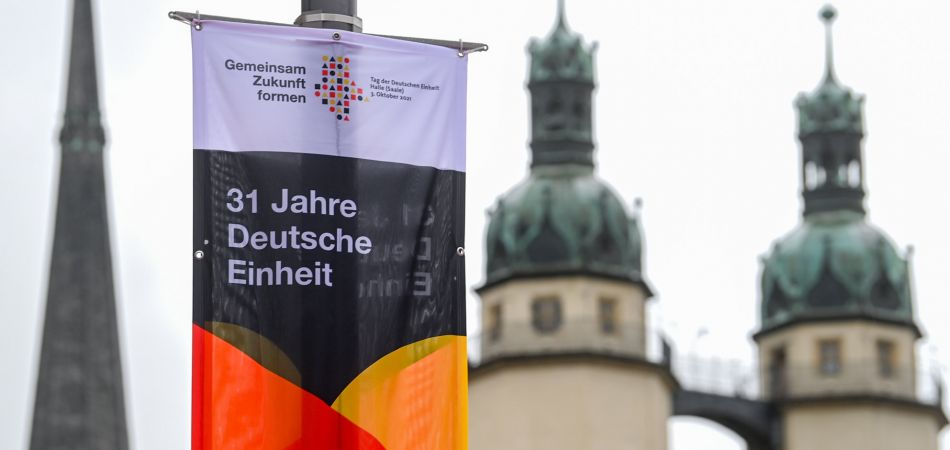 Gemeinsam
Zukunft
formen
Tag der Deutschen Einheit
Halle (Saale)
3. Oktober 2021
31 Jahre
Deutsche
Einheit